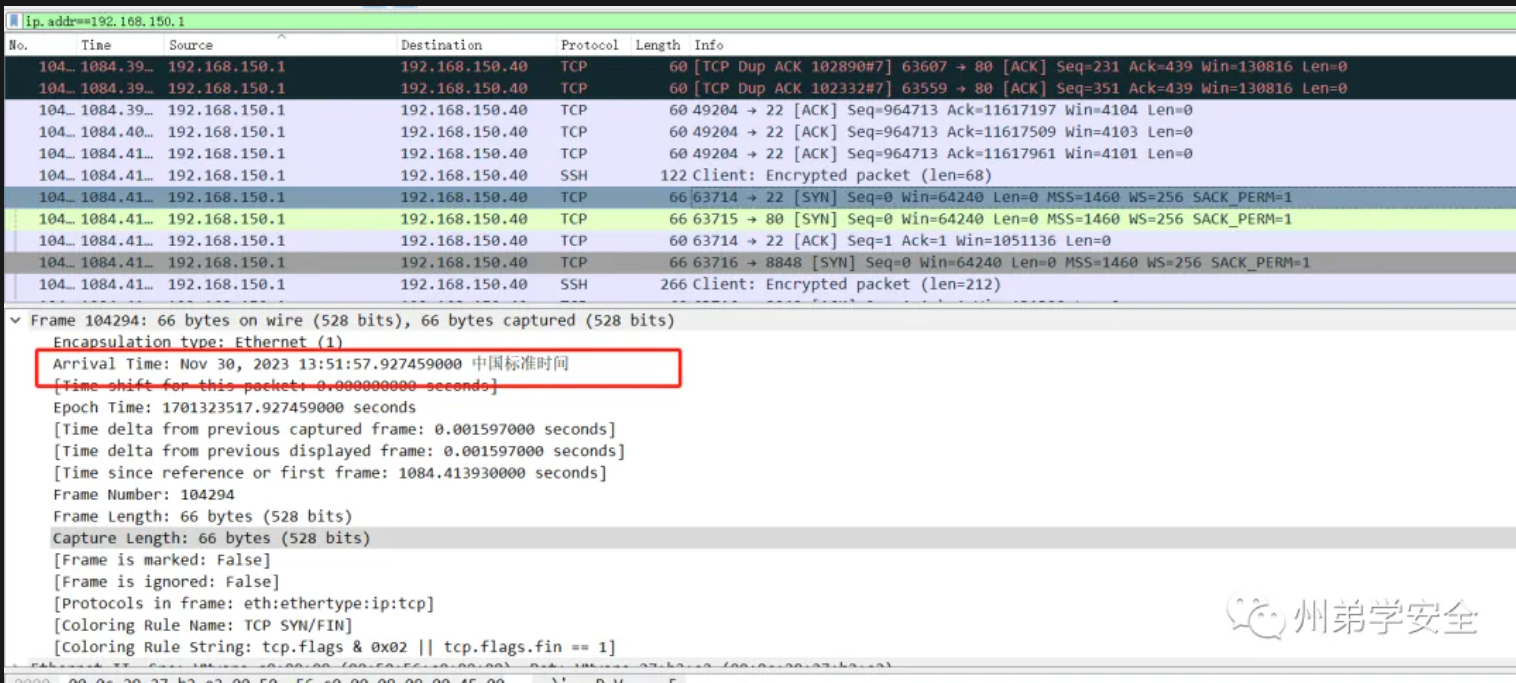 ip.addr==192.168.150.1
No. Time Source Destination Protocol Length Info
104… 1084.39… 192.168.150.1 192.168.150.40 TCP 60 [TCP Dup ACK 102890#7] 63607 → 80 [ACK] Seq=231 Ack=439 Win=130816 Len=0
104… 1084.39… 192.168.150.1 192.168.150.40 TCP 60 [TCP Dup ACK 102332#7] 63559 → 80 [ACK] Seq=351 Ack=439 Win=130816 Len=0
104… 1084.39… 192.168.150.1 192.168.150.40 TCP 60 49204 → 22 [ACK] Seq=964713 Ack=11617197 Win=4104 Len=0
104… 1084.40… 192.168.150.1 192.168.150.40 TCP 60 49204 → 22 [ACK] Seq=964713 Ack=11617509 Win=4103 Len=0
104… 1084.41… 192.168.150.1 192.168.150.40 TCP 60 49204 → 22 [ACK] Seq=964713 Ack=11617961 Win=4101 Len=0
104… 1084.41… 192.168.150.1 192.168.150.40 SSH 122 Client: Encrypted packet (len=68)
104… 1084.41… 192.168.150.1 192.168.150.40 TCP 66 63714 → 22 [SYN] Seq=0 Win=64240 Len=0 MSS=1460 WS=256 SACK_PERM=1
104… 1084.41… 192.168.150.1 192.168.150.40 TCP 66 63715 → 80 [SYN] Seq=0 Win=64240 Len=0 MSS=1460 WS=256 SACK_PERM=1
104… 1084.41… 192.168.150.1 192.168.150.40 TCP 60 63714 → 22 [ACK] Seq=1 Ack=1 Win=1051136 Len=0
104… 1084.41… 192.168.150.1 192.168.150.40 TCP 66 63716 → 8848 [SYN] Seq=0 Win=64240 Len=0 MSS=1460 WS=256 SACK_PERM=1
104… 1084.41… 192.168.150.1 192.168.150.40 SSH 266 Client: Encrypted packet (len=212)
Frame 104294: 66 bytes on wire (528 bits), 66 bytes captured (528 bits)
Encapsulation type: Ethernet (1)
Arrival Time: Nov 30, 2023 13:51:57.927459000 中国标准时间
[Time shift for this packet: 0.000000000 seconds]
Epoch Time: 1701323517.927459000 seconds
[Time delta from previous captured frame: 0.001597000 seconds]
[Time delta from previous displayed frame: 0.001597000 seconds]
[Time since reference or first frame: 1084.413930000 seconds]
Frame Number: 104294
Frame Length: 66 bytes (528 bits)
Capture Length: 66 bytes (528 bits)
[Frame is marked: False]
[Frame is ignored: False]
[Protocols in frame: eth:ethertype:ip:tcp]
[Coloring Rule Name: TCP SYN/FIN]
[Coloring Rule String: tcp.flags & 0x02 || tcp.flags.fin == 1]
州弟学安全